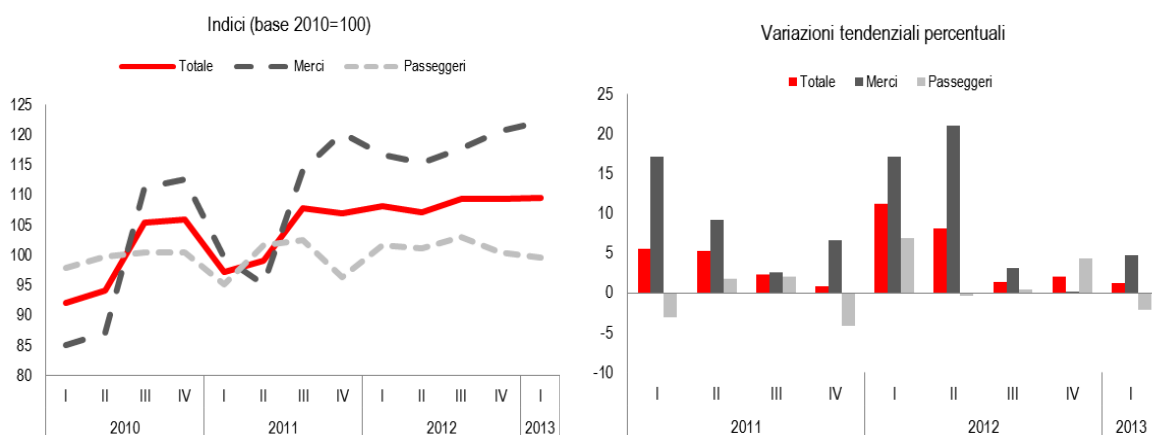 Indici (base 2010=100)
Totale Merci Passeggeri
125
120
115
110
105
100
95
90
85
80
I II III IV I II III IV I II III IV I
2010 2011 2012 2013
Variazioni tendenziali percentuali
Totale Merci Passeggeri
25
20
15
10
5
0
-5
-10
I II III IV I II III IV I
2011 2012 2013